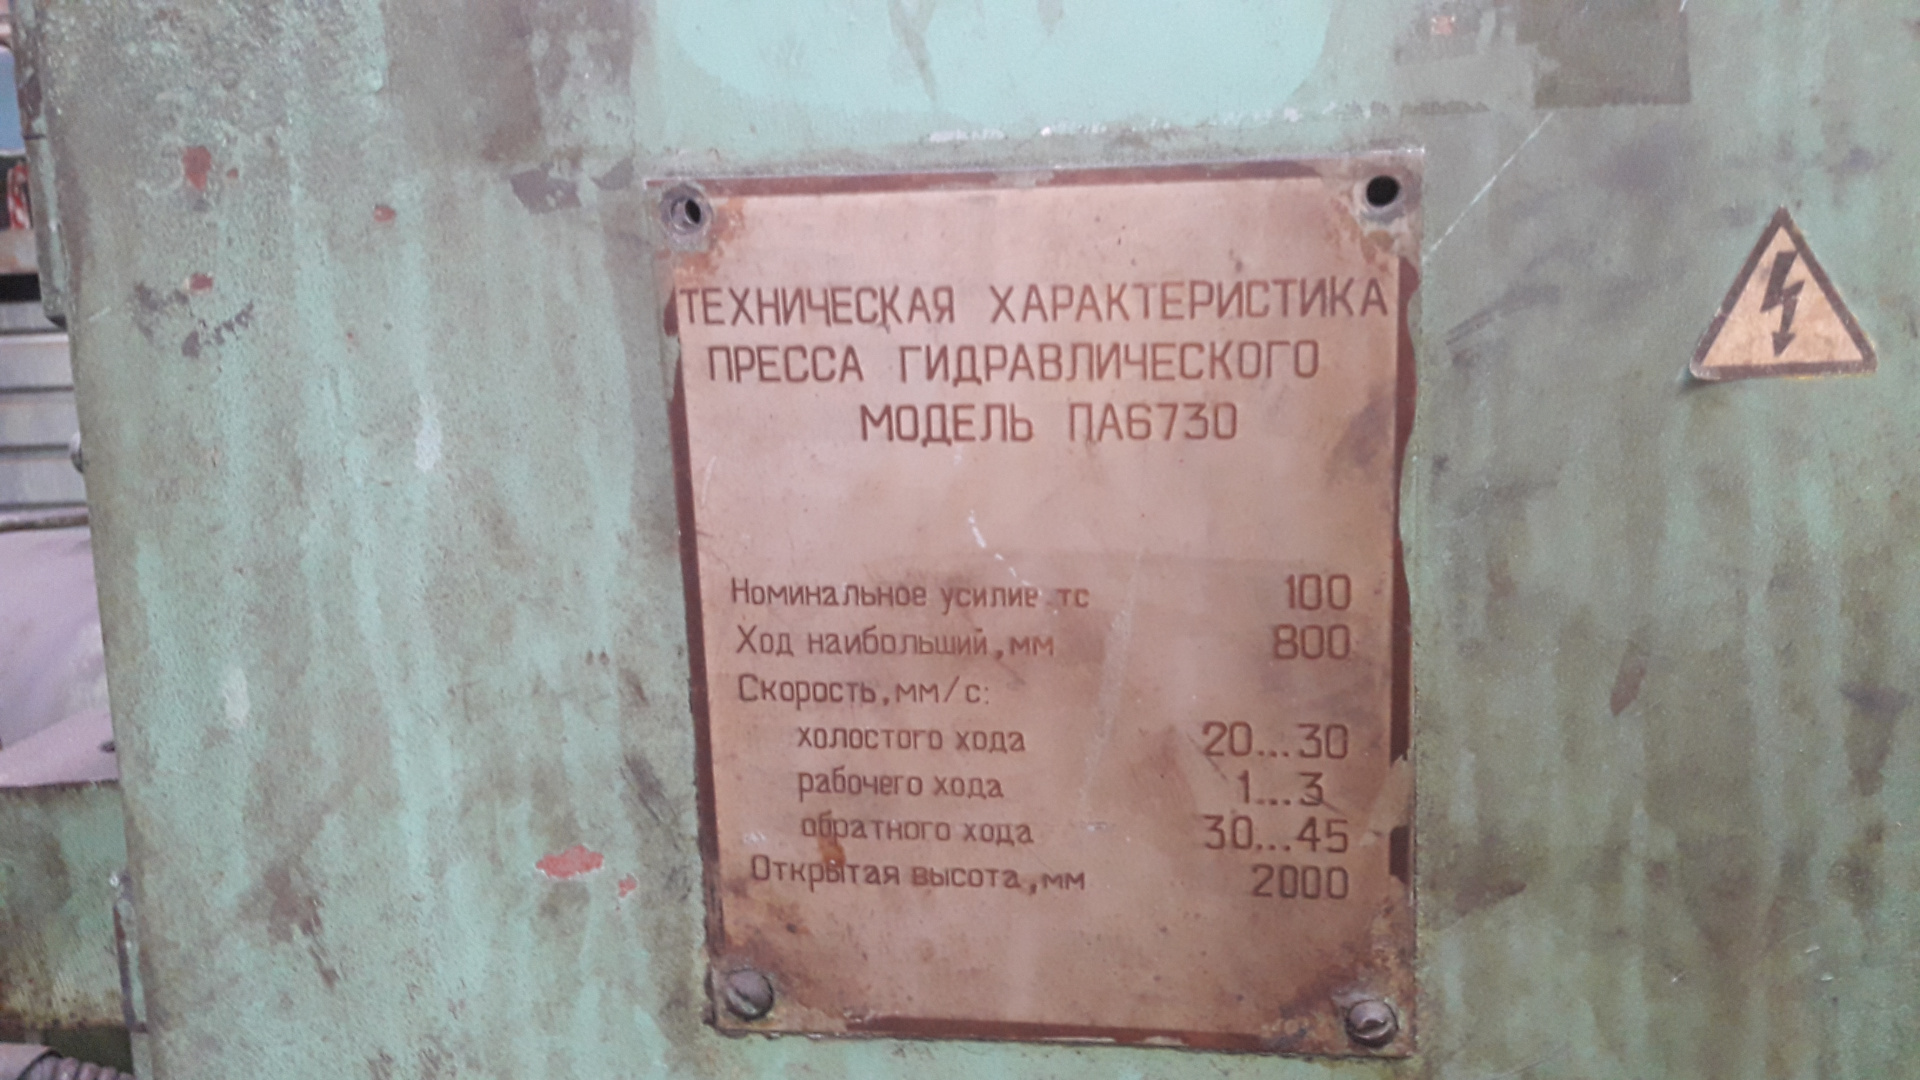 ТЕХНИЧЕСКАЯ ХАРАКТЕРИСТИКА
ПРЕССА ГИДРАВЛИЧЕСКОГО
МОДЕЛЬ ПА6730
Номинальное усилие.тс 100
Ход наибольший,мм 800
Скорость,мм/с:
холостого хода 20...30
рабочего хода 1...3
обратного хода 30...45
Открытая высота,мм 2000